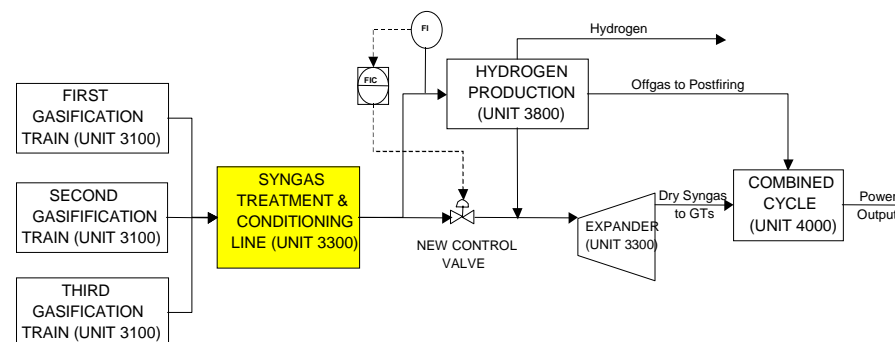 FIRST
GASIFICATION
TRAIN (UNIT 3100)
SECOND
GASIFIFICATION
TRAIN (UNIT 3100)
THIRD
GASIFICATION
TRAIN (UNIT 3100)
SYNGAS
TREATMENT &
CONDITIONING
LINE (UNIT 3300)
FI
FIC
NEW CONTROL
VALVE
HYDROGEN
PRODUCTION
(UNIT 3800)
Hydrogen
Offgas to Postfiring
EXPANDER
(UNIT 3300)
Dry Syngas
to GTs
COMBINED
CYCLE
(UNIT 4000)
Power
Output